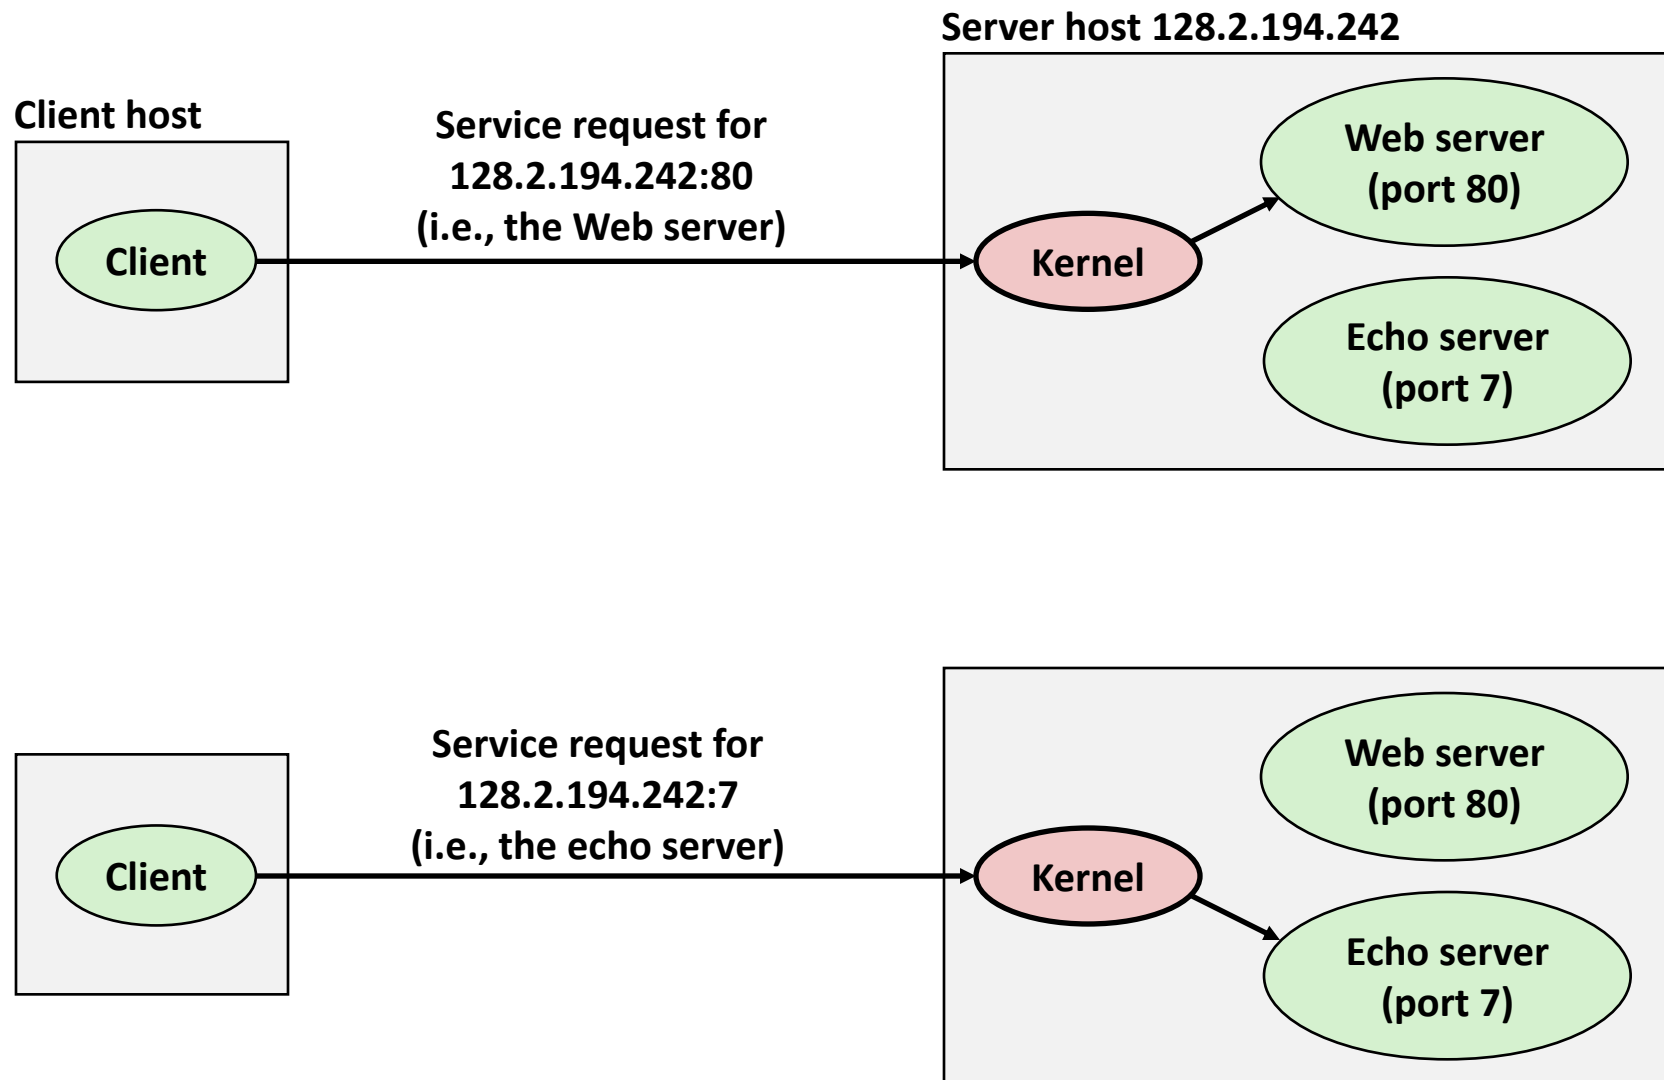 Server host 128.2.194.242
Client host
Service request for
128.2.194.242:80
(i.e., the Web server)
Client
Kernel
Web server
(port 80)
Echo server
(port 7)
Service request for
128.2.194.242:7
(i.e., the echo server)
Client
Kernel
Web server
(port 80)
Echo server
(port 7)